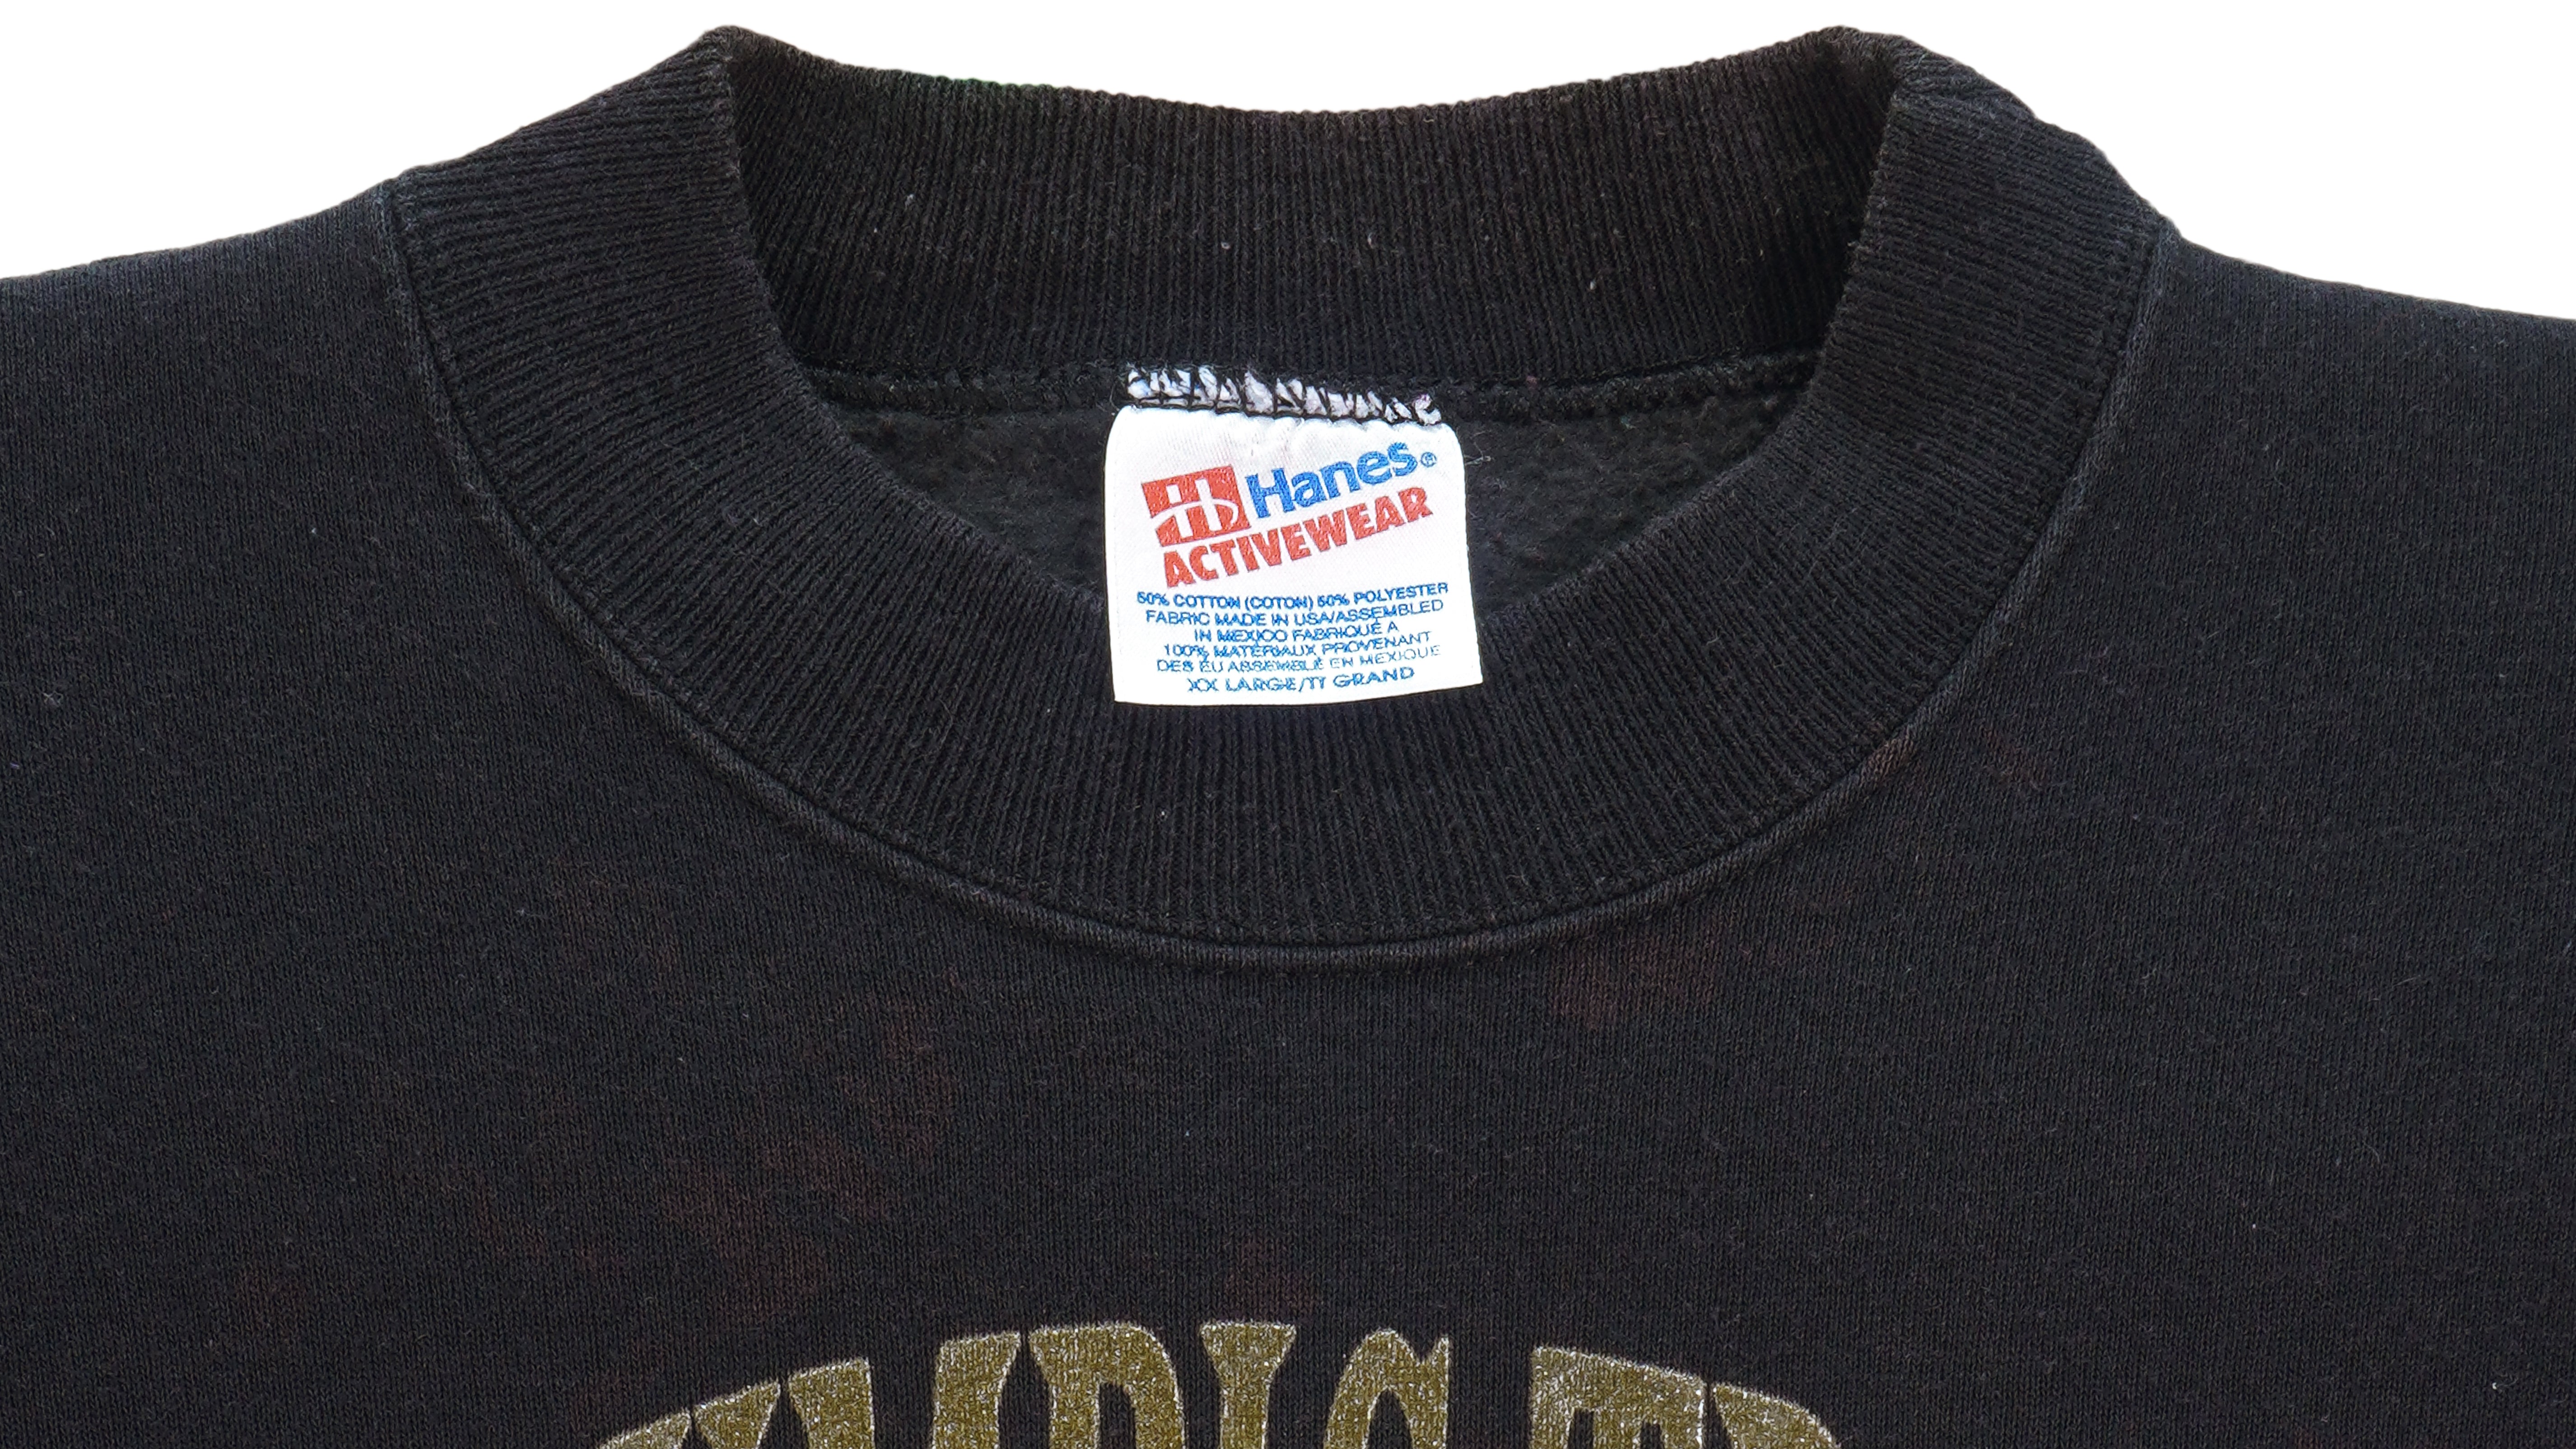 Hanes®
ACTIVEWEAR
50% COTTON (COTON) 50% POLYESTER
FABRIC MADE IN USA/ASSEMBLED
IN MEXICO FABRIQUÉ A
100% MATERIAUX PROVENANT
DES ÉU ASSEMBLÉ EN MEXIQUE
XX LARGE/TT GRAND